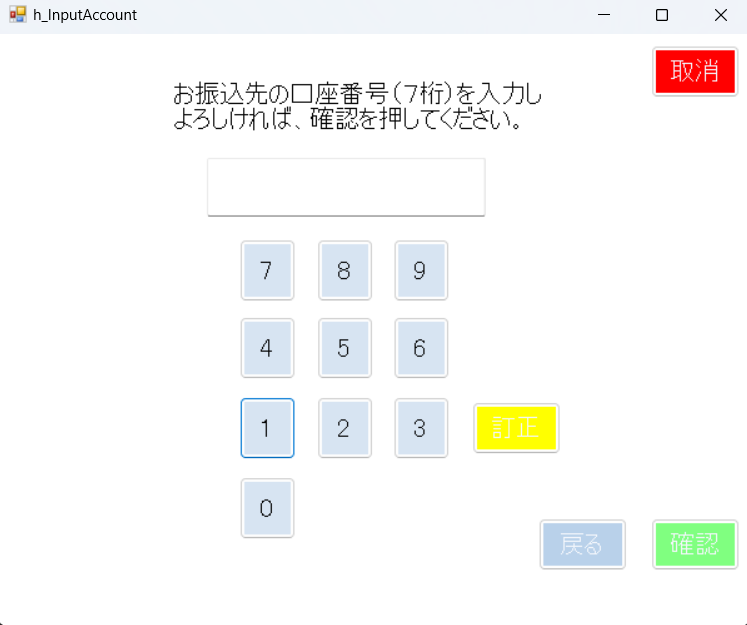 h_InputAccount
取消
お振込先の口座番号(7桁)を入力し
よろしければ、確認を押してください。
7 8 9
4 5 6
1 2 3 訂正
0
戻る 確認